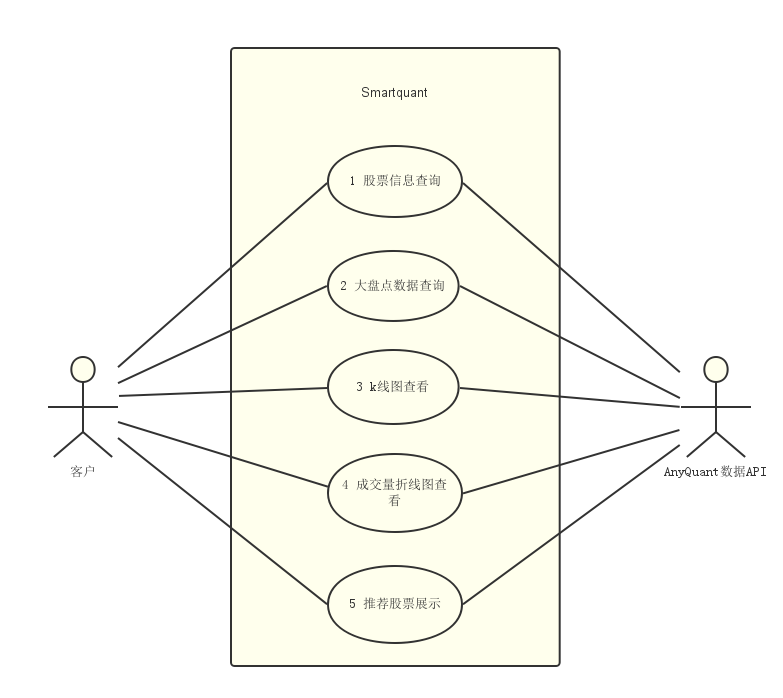 Smartquant
1 股票信息查询
2 大盘点数据查询
3 k线图查看
4 成交量折线图查
看
5 推荐股票展示
客户
AnyQuant数据API